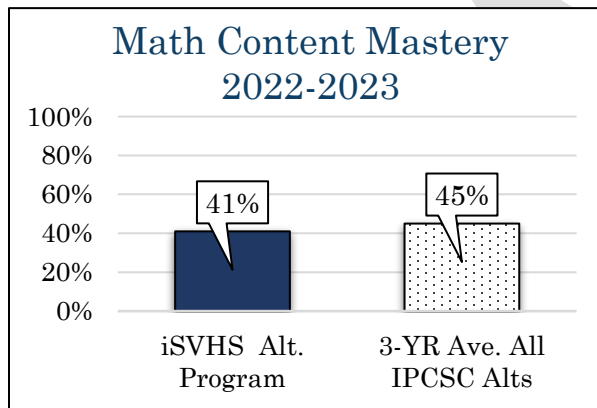 Math Content Mastery
2022-2023
100%
80%
60%
40%
20%
0%
41%
45%
iSVHS Alt.
Program
3-YR Ave. All
IPCSC Alts